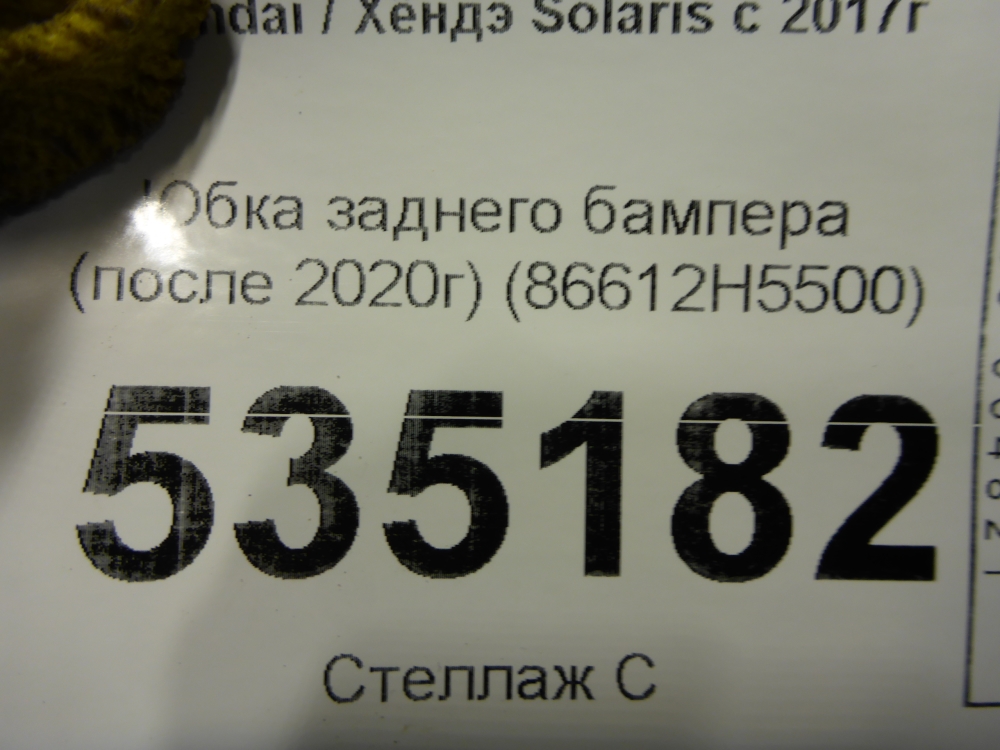 ndai / Хендэ Solaris с 2017г
Юбка заднего бампера
(после 2020г) (86612H5500)
535182
Стеллаж С